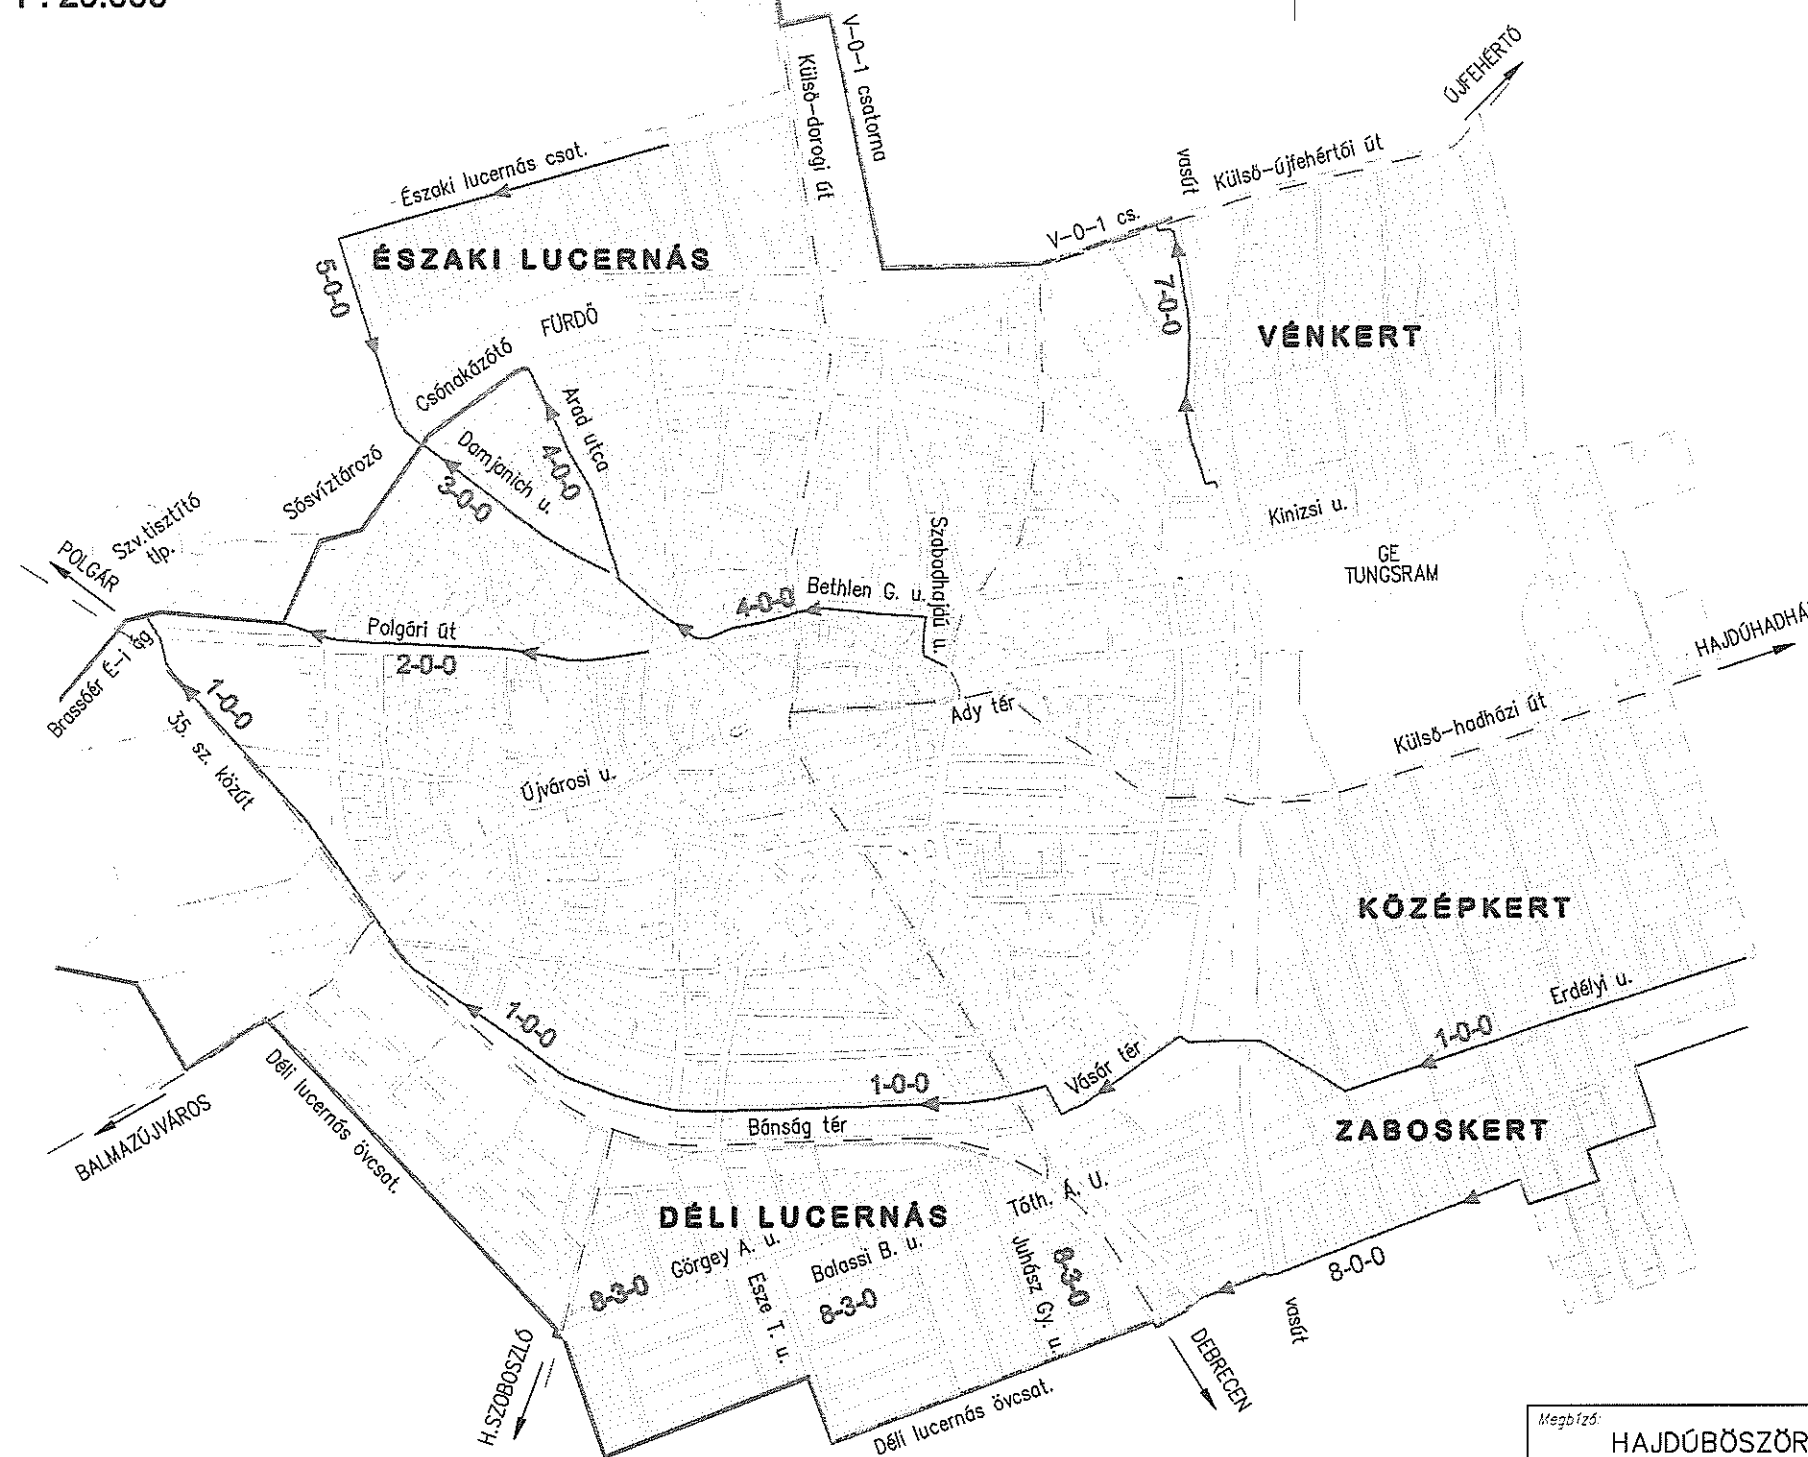 V-0-1 csatorna
Külső-dorogi út
ÚJFEHÉRTÓ
Északi lucernás csat.
vasút
Külső-újfehértói út
V-0-1 cs.
ÉSZAKI LUCERNÁS
5-0-0
7-0-0
FÜRDŐ
VÉNKERT
Csónakázótó
Arad utca
4-0-0
Damjanich u.
3-0-0
Sósvíztározó
Szv.tisztító
tlp.
POLGÁR
Kinizsi u.
Szabadhajdú u.
GE
TUNGSRAM
Bethlen G. u.
4-0-0
Polgári út
2-0-0
HAJDÚHADHÁ
Brassóér É-i ág
1-0-0
35. sz. közút
Ady tér
Külső-hadházi út
Újvárosi u.
KÖZÉPKERT
Erdélyi u.
1-0-0
1-0-0
Vásár tér
1-0-0
Bánság tér
Déli lucernás övcsat.
BALMAZÚJVÁROS
ZABOSKERT
DÉLI LUCERNÁS
Tóth. Á. U.
Görgey A. u.
Balassi B. u.
Juhász Gy. u.
8-3-0
8-3-0
Esze T. u.
8-3-0
8-0-0
vasút
H.SZOBOSZLÓ
DEBRECEN
Déli lucernás övcsat.
Megbízó:
HAJDÚBÖSZÖR